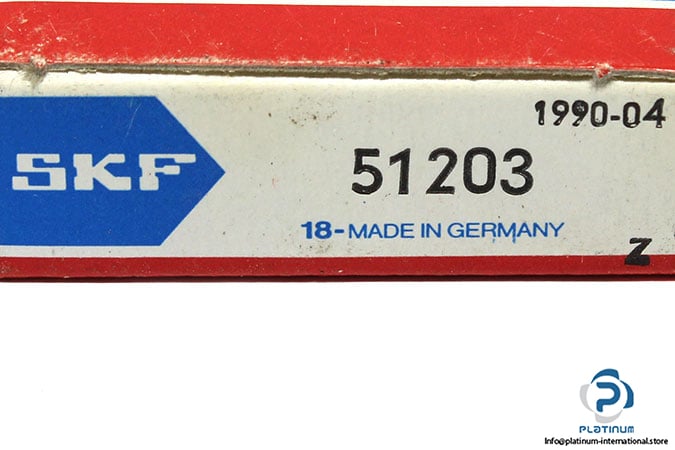 1990-04
SKF
51203
18-MADE IN GERMANY
Z
PLATINUM
Info@platinum-international.store